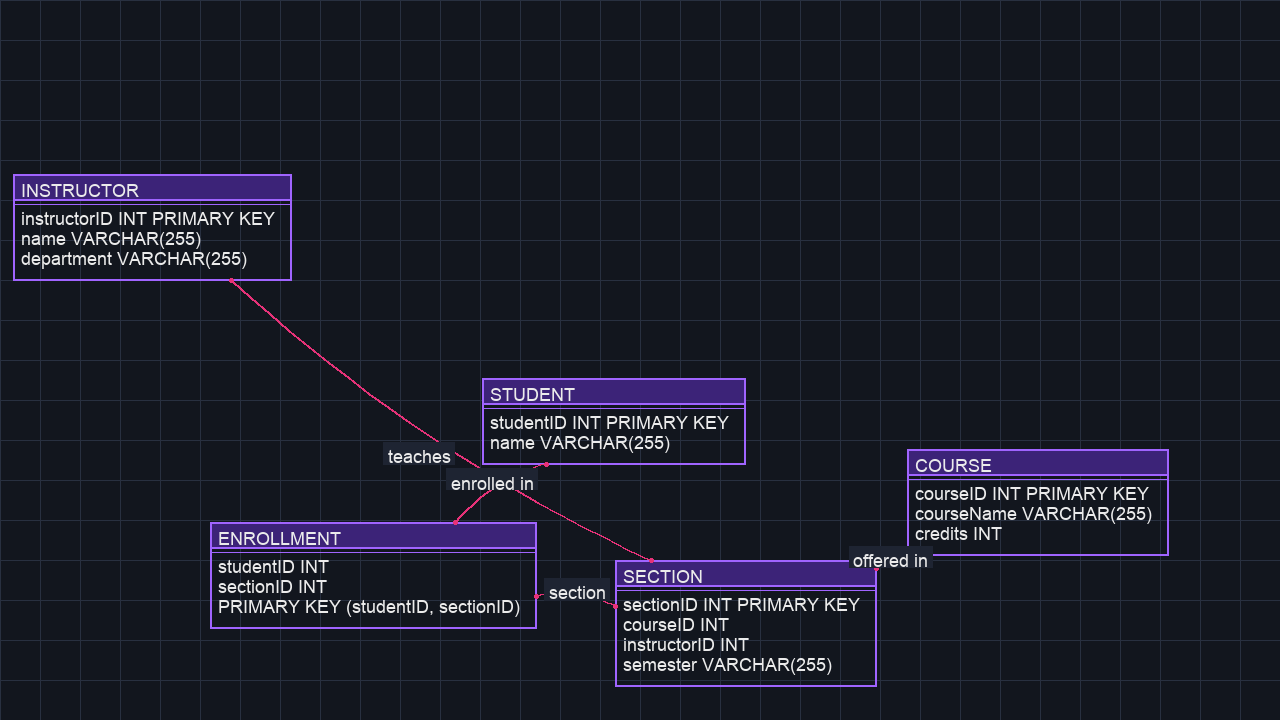 INSTRUCTOR
instructorID INT PRIMARY KEY
name VARCHAR(255)
department VARCHAR(255)
STUDENT
studentID INT PRIMARY KEY
name VARCHAR(255)
teaches
enrolled in
COURSE
courseID INT PRIMARY KEY
courseName VARCHAR(255)
credits INT
ENROLLMENT
studentID INT
sectionID INT
PRIMARY KEY (studentID, sectionID)
section
offered in
SECTION
sectionID INT PRIMARY KEY
courseID INT
instructorID INT
semester VARCHAR(255)